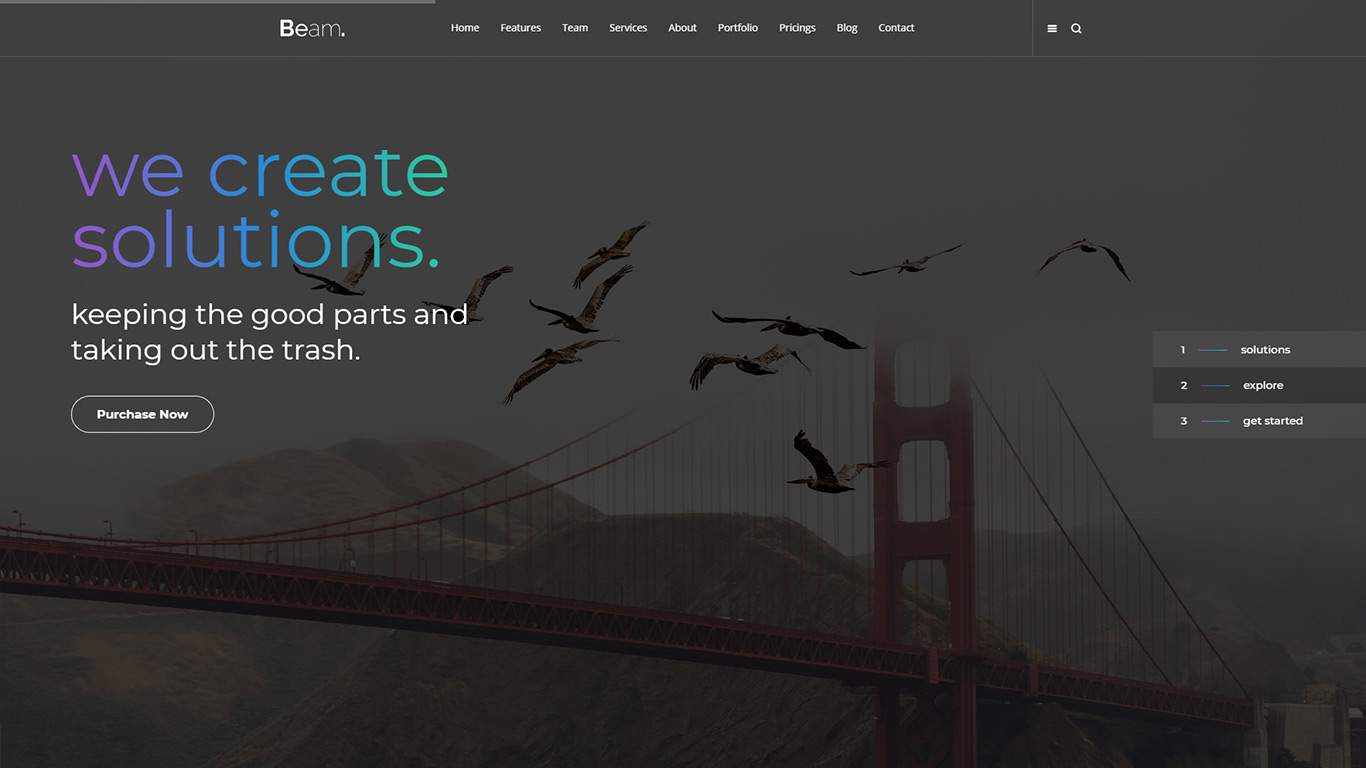 Beam.
Home Features Team Services About Portfolio Pricings Blog Contact
we create
solutions.
keeping the good parts and
taking out the trash.
Purchase Now
1 solutions
2 explore
3 get started